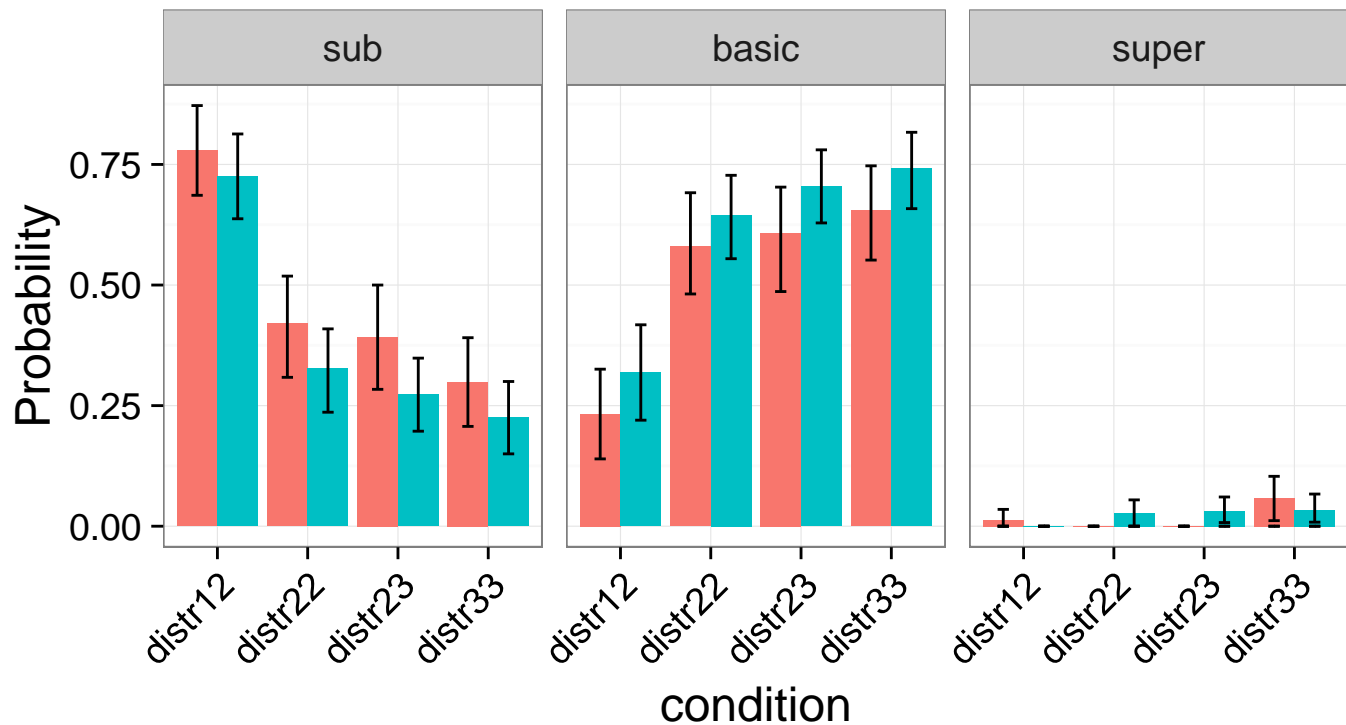 sub basic super
Probability
0.75
0.50
0.25
0.00
distr12 distr22 distr23 distr33 distr12 distr22 distr23 distr33 distr12 distr22 distr23 distr33
condition